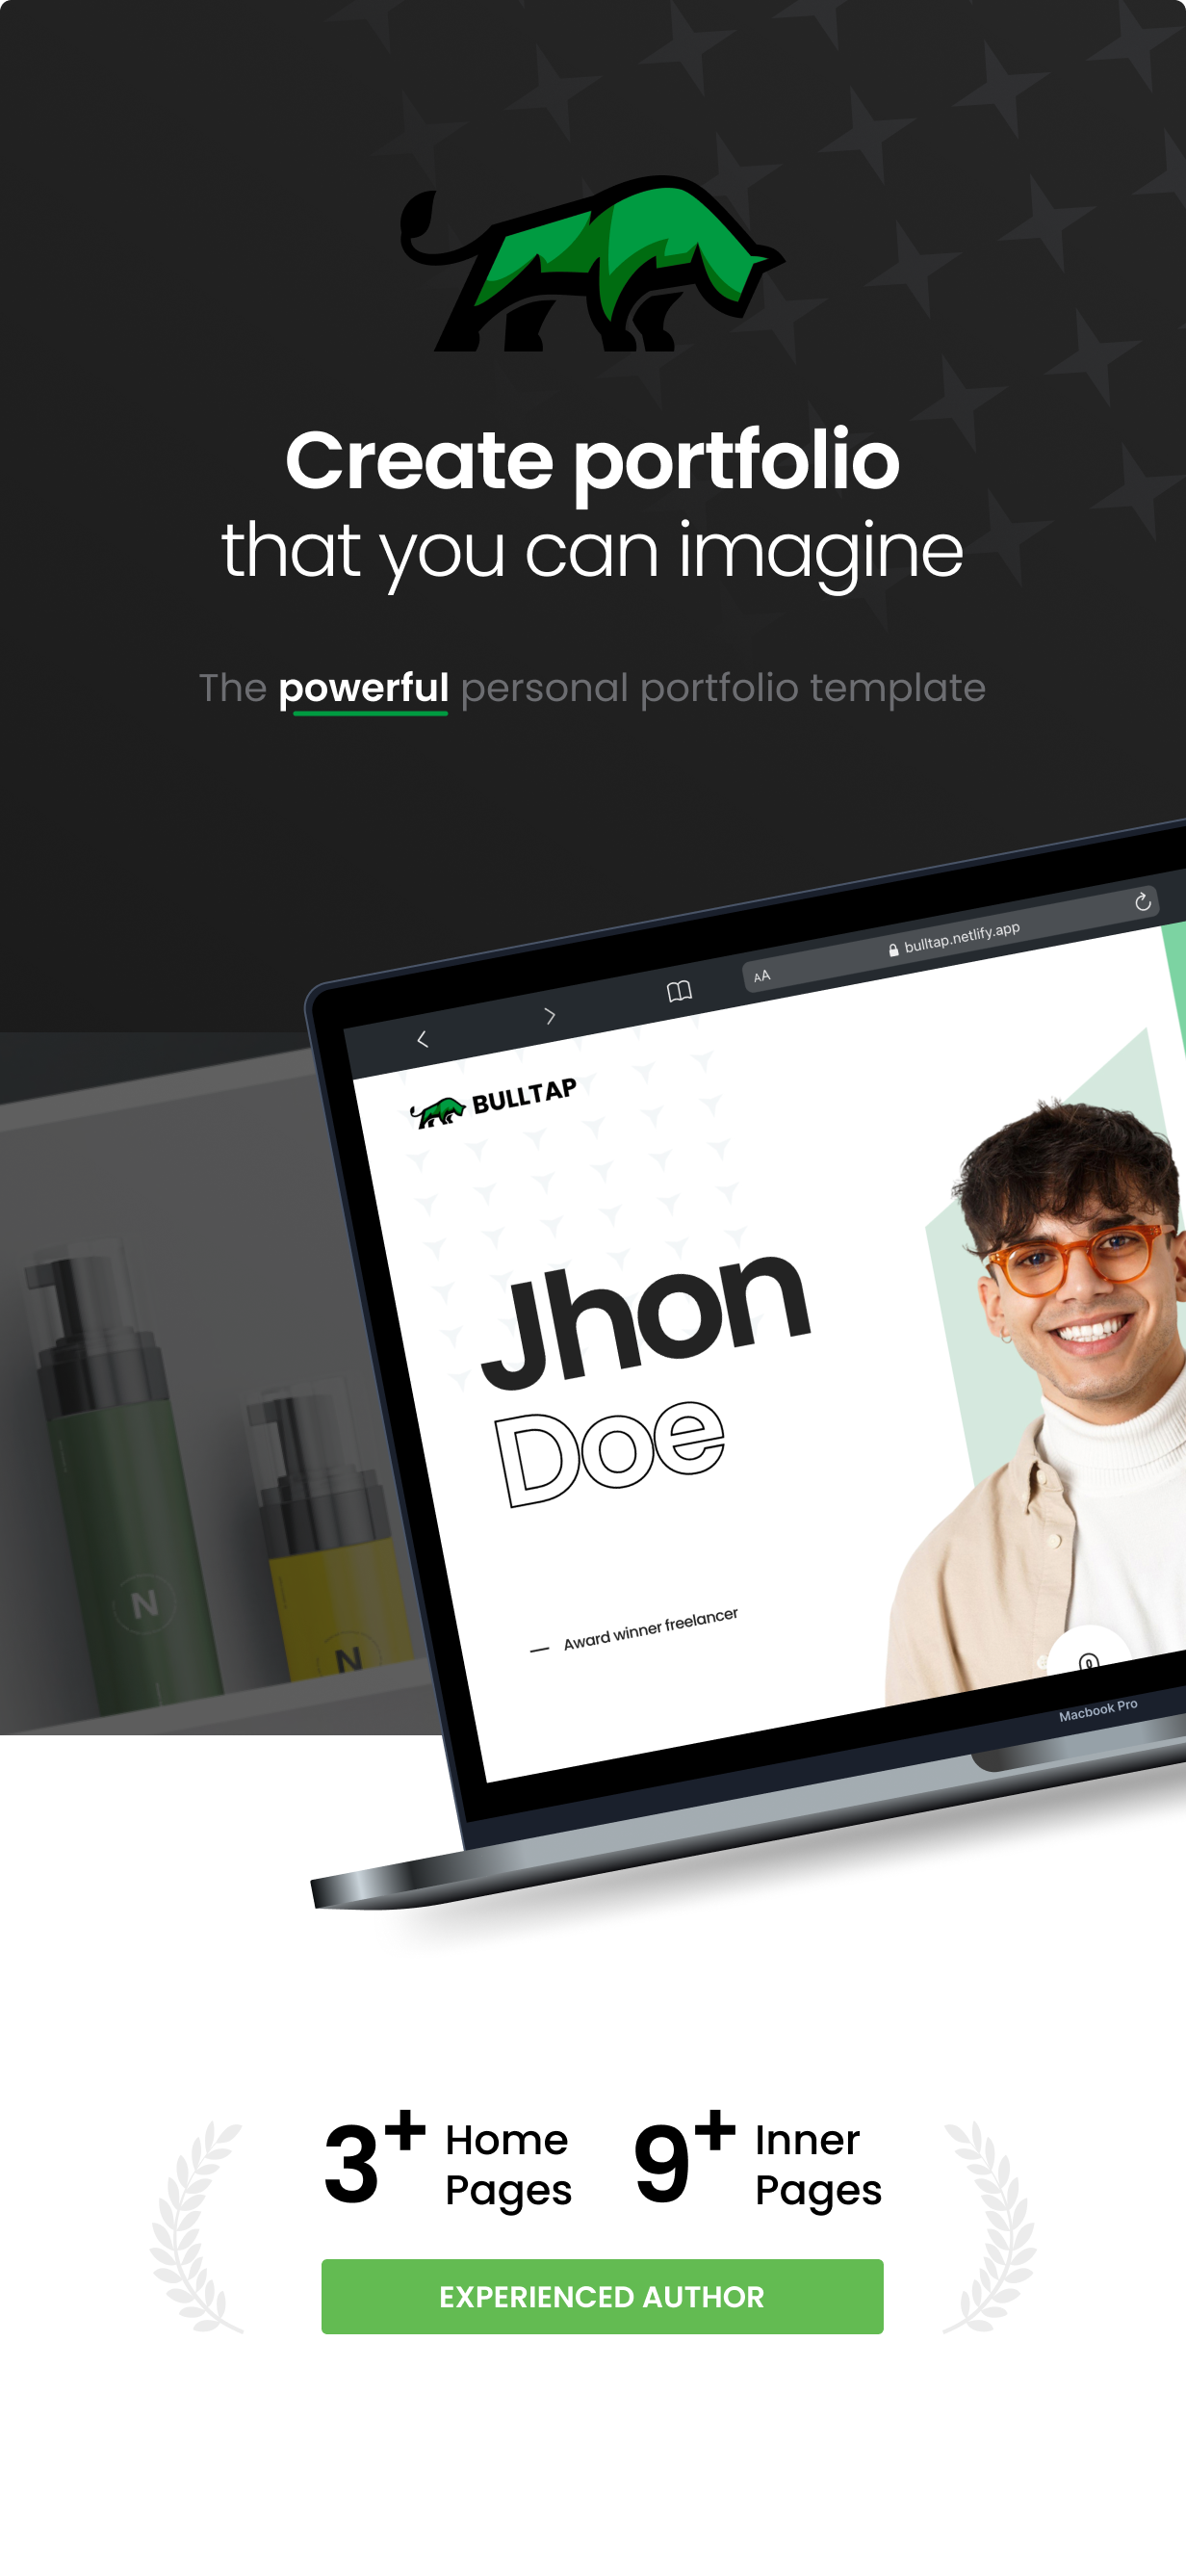 Create portfolio
that you can imagine
The powerful personal portfolio template
AA
bulltap.netlify.app
BULLTAP
Jhon
Doe
Award winner freelancer
N
N
Macbook Pro
3+ Home
Pages
9+ Inner
Pages
EXPERIENCED AUTHOR